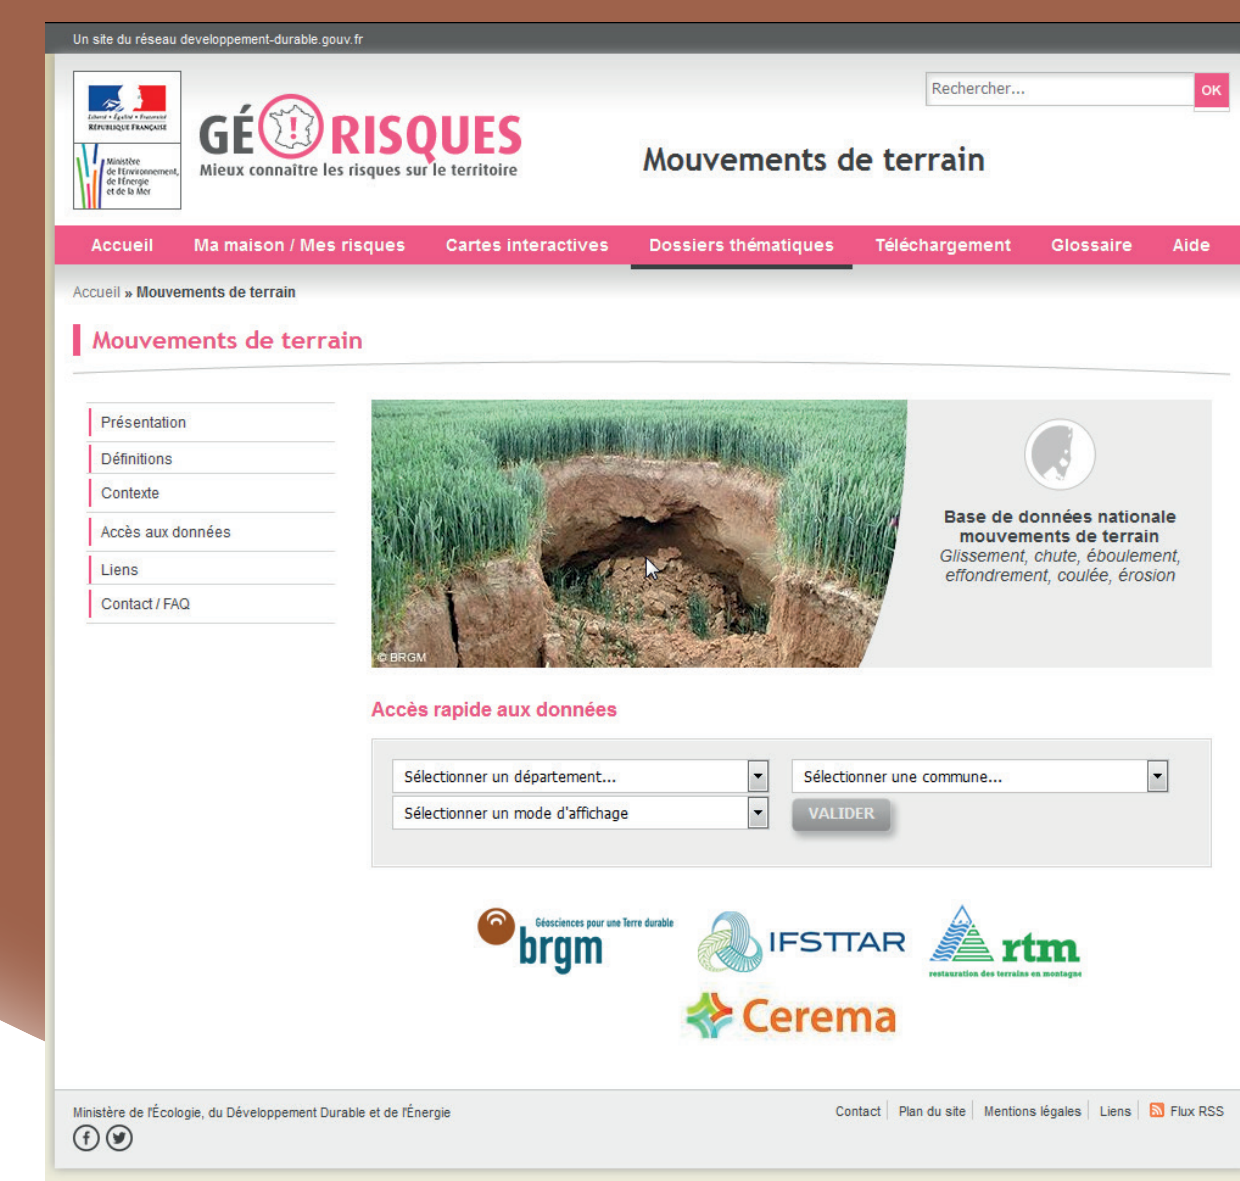 Un site du réseau developpement-durable.gouv.fr
Liberté • Égalité • Fraternité
RÉPUBLIQUE FRANÇAISE
Ministère
de l'Environnement,
de l'Énergie
et de la Mer
GÉ RISQUES
Mieux connaître les risques sur le territoire
Rechercher...
OK
Mouvements de terrain
Accueil Ma maison / Mes risques Cartes interactives Dossiers thématiques Téléchargement Glossaire Aide
Accueil » Mouvements de terrain
Mouvements de terrain
Présentation
Définitions
Contexte
Accès aux données
Liens
Contact / FAQ
© BRGM
Base de données nationale
mouvements de terrain
Glissement, chute, éboulement,
effondrement, coulée, érosion
Accès rapide aux données
Sélectionner un département... Sélectionner une commune...
Sélectionner un mode d'affichage VALIDER
Géosciences pour une Terre durable
brgm
IFSTTAR
rtm
restauration des terrains en montagne
Cerema
Ministère de l'Écologie, du Développement Durable et de l'Énergie
Contact Plan du site Mentions légales Liens Flux RSS